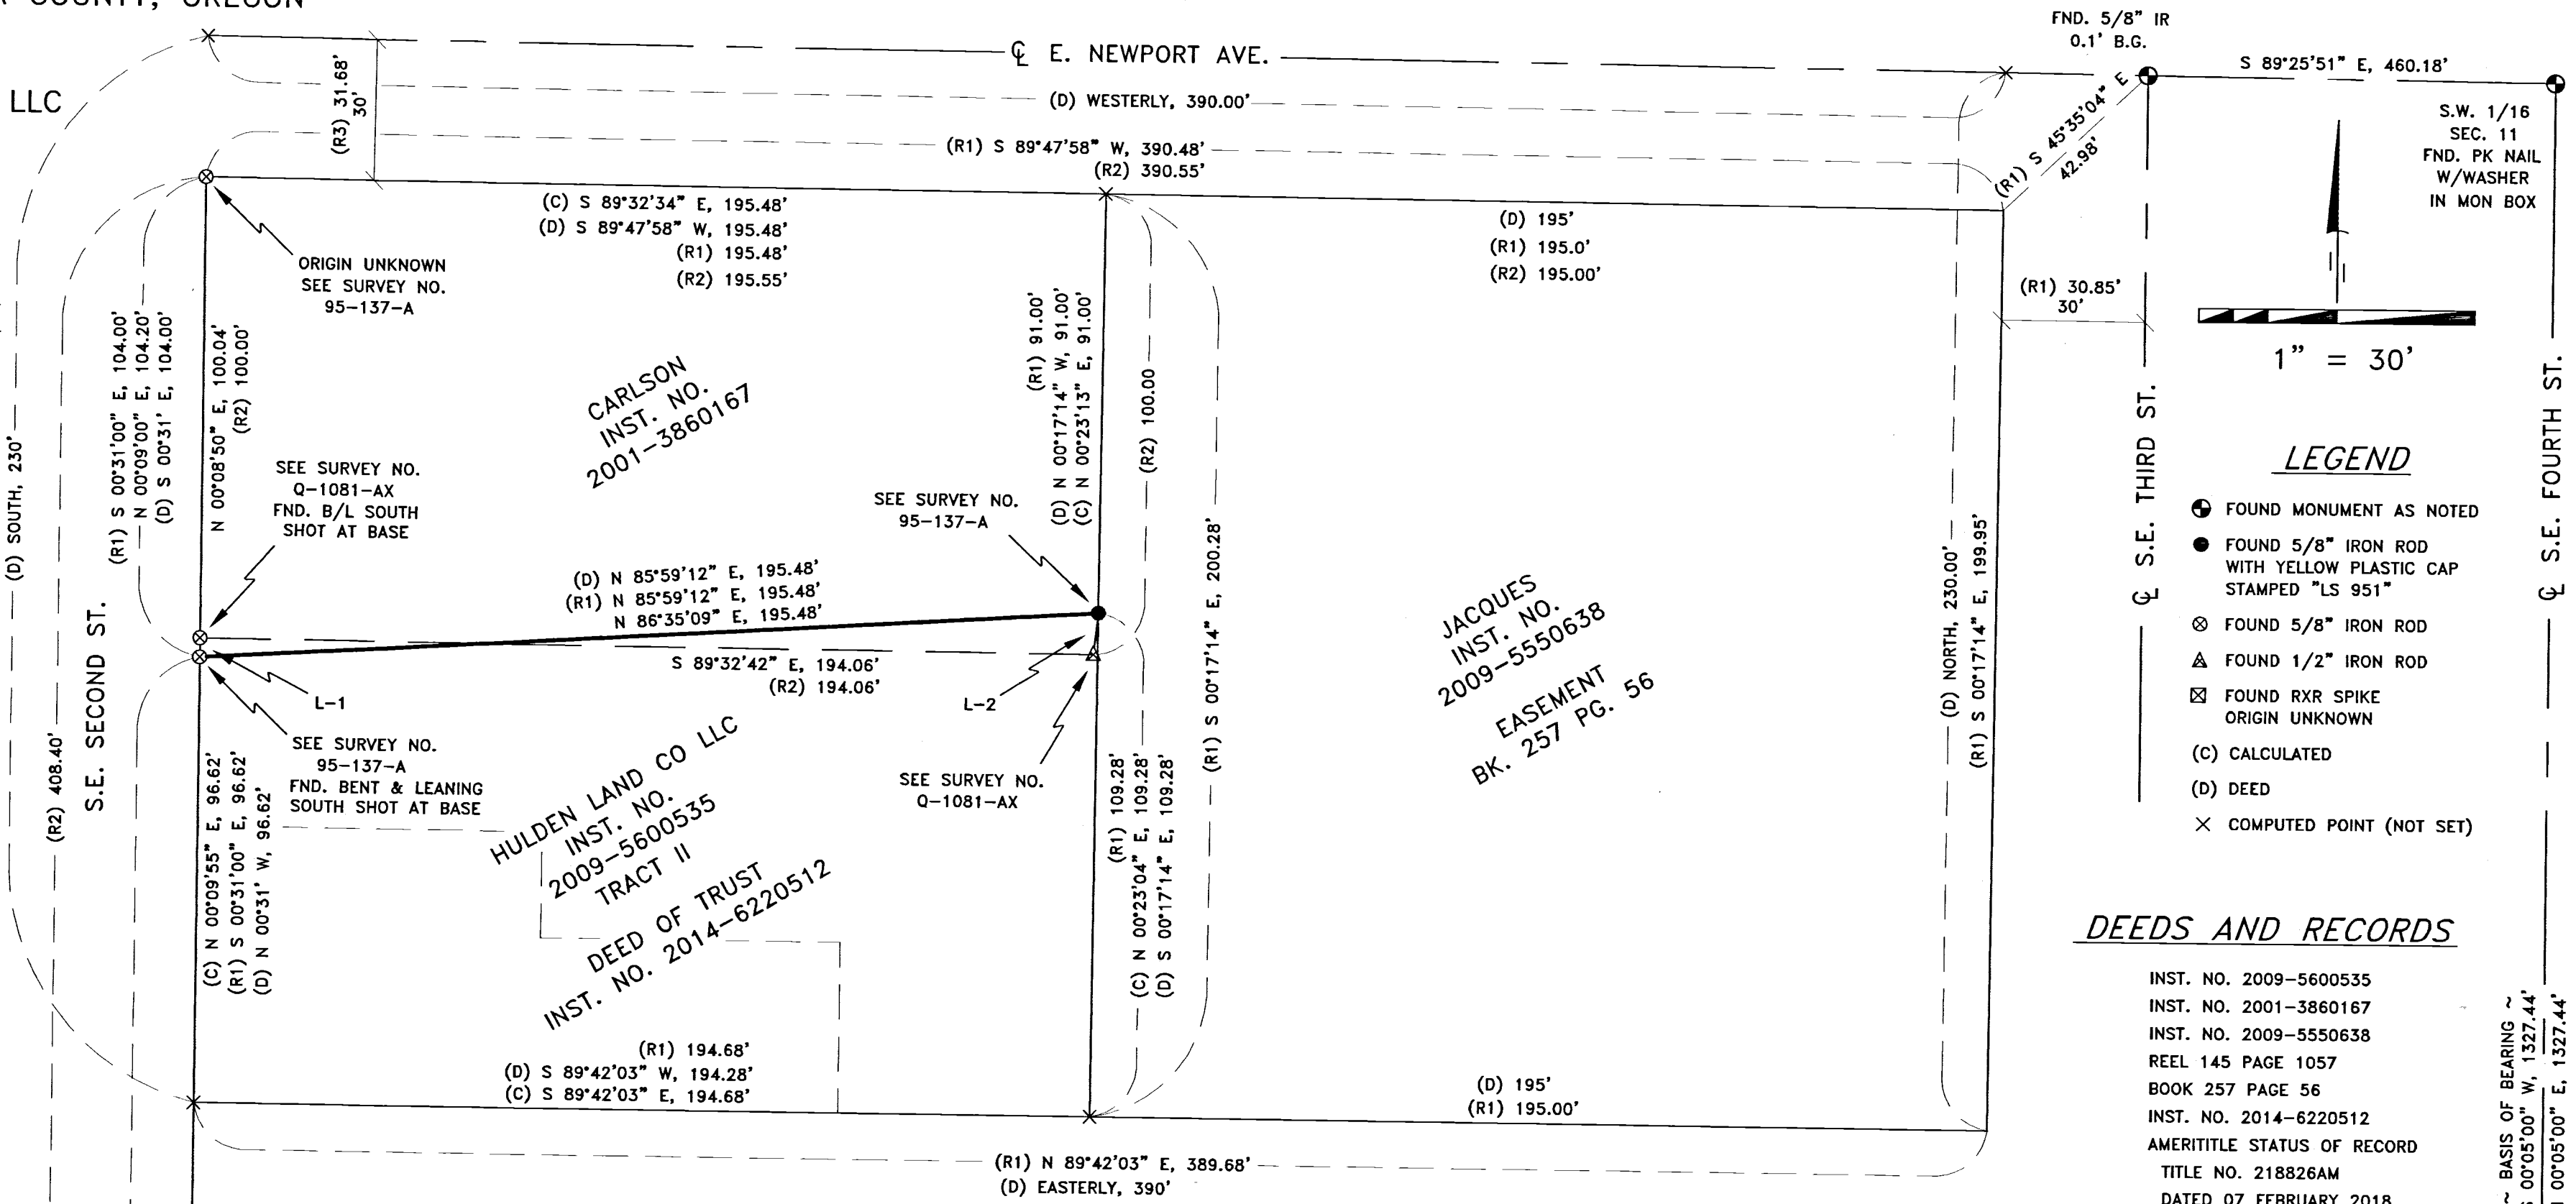 COUNTY, OREGON
LLC
℄ E. NEWPORT AVE.
FND. 5/8" IR
0.1' B.G.
S 89°25'51" E, 460.18'
(R3) 31.68'
30'
(D) WESTERLY, 390.00'
(R1) S 89°47'58" W, 390.48'
(R2) 390.55'
(R1) S 45°35'04" E
42.98'
S.W. 1/16
SEC. 11
FND. PK NAIL
W/WASHER
IN MON BOX
(C) S 89°32'34" E, 195.48'
(D) S 89°47'58" W, 195.48'
(R1) 195.48'
(R2) 195.55'
(D) 195'
(R1) 195.0'
(R2) 195.00'
ORIGIN UNKNOWN
SEE SURVEY NO.
95-137-A
(R1) 30.85'
30'
1" = 30'
(D) SOUTH, 230'
(R2) 408.40'
S.E. SECOND ST.
(R1) S 00°31'00" E, 104.00'
N 00°09'00" E, 104.20'
(D) S 00°31' E, 104.00'
N 00°08'50" E, 100.04'
(R2) 100.00'
CARLSON
INST. NO.
2001-3860167
(R1) 91.00'
(D) N 00°17'14" W, 91.00'
(C) N 00°23'13" E, 91.00'
(R2) 100.00
(R1) S 00°17'14" E, 200.28'
SEE SURVEY NO.
Q-1081-AX
FND. B/L SOUTH
SHOT AT BASE
SEE SURVEY NO.
95-137-A
(D) N 85°59'12" E, 195.48'
(R1) N 85°59'12" E, 195.48'
N 86°35'09" E, 195.48'
S 89°32'42" E, 194.06'
(R2) 194.06'
L-1
L-2
SEE SURVEY NO.
95-137-A
FND. BENT & LEANING
SOUTH SHOT AT BASE
SEE SURVEY NO.
Q-1081-AX
JACQUES
INST. NO.
2009-5550638
EASEMENT
BK. 257 PG. 56
(D) NORTH, 230.00'
(R1) S 00°17'14" E, 199.95'
(C) N 00°09'55" E, 96.62'
(R1) S 00°31'00" E, 96.62'
(D) N 00°31' W, 96.62'
HULDEN LAND CO LLC
INST. NO.
2009-5600535
TRACT II
DEED OF TRUST
INST. NO. 2014-6220512
(R1) 109.28'
(C) N 00°23'04" E, 109.28'
(D) S 00°17'14" E, 109.28'
(R1) 194.68'
(D) S 89°42'03" W, 194.28'
(C) S 89°42'03" E, 194.68'
(D) 195'
(R1) 195.00'
(R1) N 89°42'03" E, 389.68'
(D) EASTERLY, 390'
℄ S.E. THIRD ST.
℄ S.E. FOURTH ST.
LEGEND
FOUND MONUMENT AS NOTED
FOUND 5/8" IRON ROD
WITH YELLOW PLASTIC CAP
STAMPED "LS 951"
FOUND 5/8" IRON ROD
FOUND 1/2" IRON ROD
FOUND RXR SPIKE
ORIGIN UNKNOWN
(C) CALCULATED
(D) DEED
COMPUTED POINT (NOT SET)
DEEDS AND RECORDS
INST. NO. 2009-5600535
INST. NO. 2001-3860167
INST. NO. 2009-5550638
REEL 145 PAGE 1057
BOOK 257 PAGE 56
INST. NO. 2014-6220512
AMERITITLE STATUS OF RECORD
TITLE NO. 218826AM
DATED 07 FEBRUARY 2018
~ BASIS OF BEARING ~
S 00°05'00" W, 1327.44'
00°05'00" E, 1327.44'